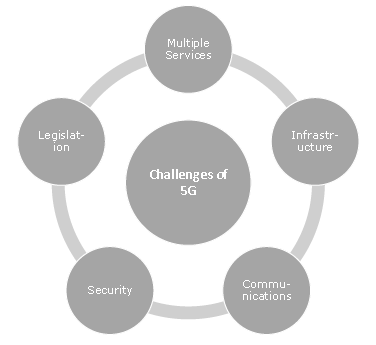 Multiple
Services
Legislat-
ion
Infrastr-
ucture
Challenges of
5G
Security
Commu-
nications